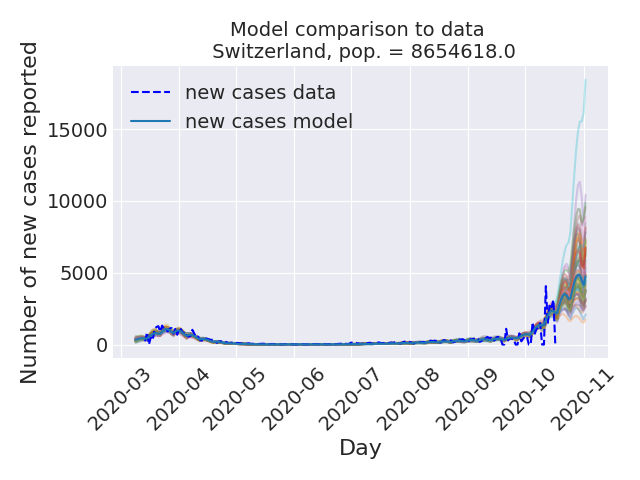 Model comparison to data
Switzerland, pop. = 8654618.0
Number of new cases reported
new cases data
new cases model
15000
10000
5000
0
2020-03
2020-04
2020-05
2020-06
2020-07
2020-08
2020-09
2020-10
2020-11
Day